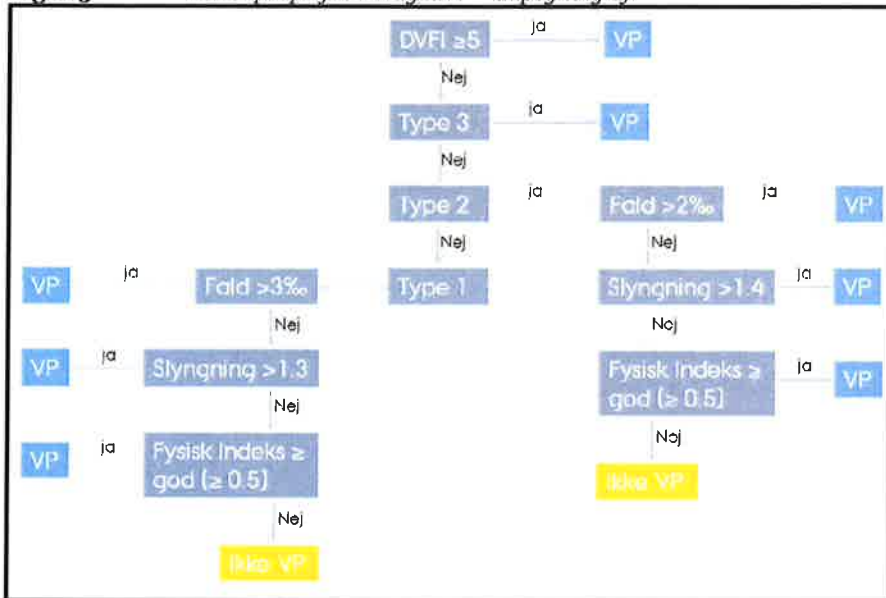 DVFI ≥5
ja
VP
Nej
Type 3
ja
VP
Nej
Type 2
ja
Fald >2‰
ja
VP
Nej
Nej
VP
ja
Fald >3‰
Type 1
Slyngning >1.4
ja
VP
Nej
Nej
VP
ja
Slyngning >1.3
Fysisk Indeks ≥
god (≥ 0.5)
ja
VP
Nej
Nej
VP
ja
Fysisk Indeks ≥
god (≥ 0.5)
Ikke VP
Nej
Ikke VP